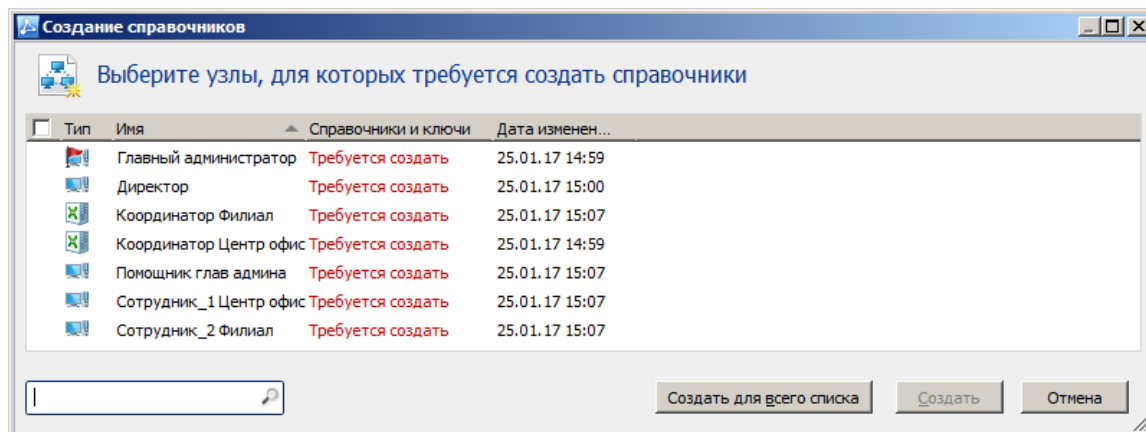 Создание справочников
Выберите узлы, для которых требуется создать справочники
Тип Имя Справочники и ключи Дата изменен...
Главный администратор Требуется создать 25.01.17 14:59
Директор Требуется создать 25.01.17 15:00
Координатор Филиал Требуется создать 25.01.17 15:07
Координатор Центр офис Требуется создать 25.01.17 14:59
Помощник глав админа Требуется создать 25.01.17 15:07
Сотрудник_1 Центр офис Требуется создать 25.01.17 15:07
Сотрудник_2 Филиал Требуется создать 25.01.17 15:07
Создать для всего списка Создать Отмена